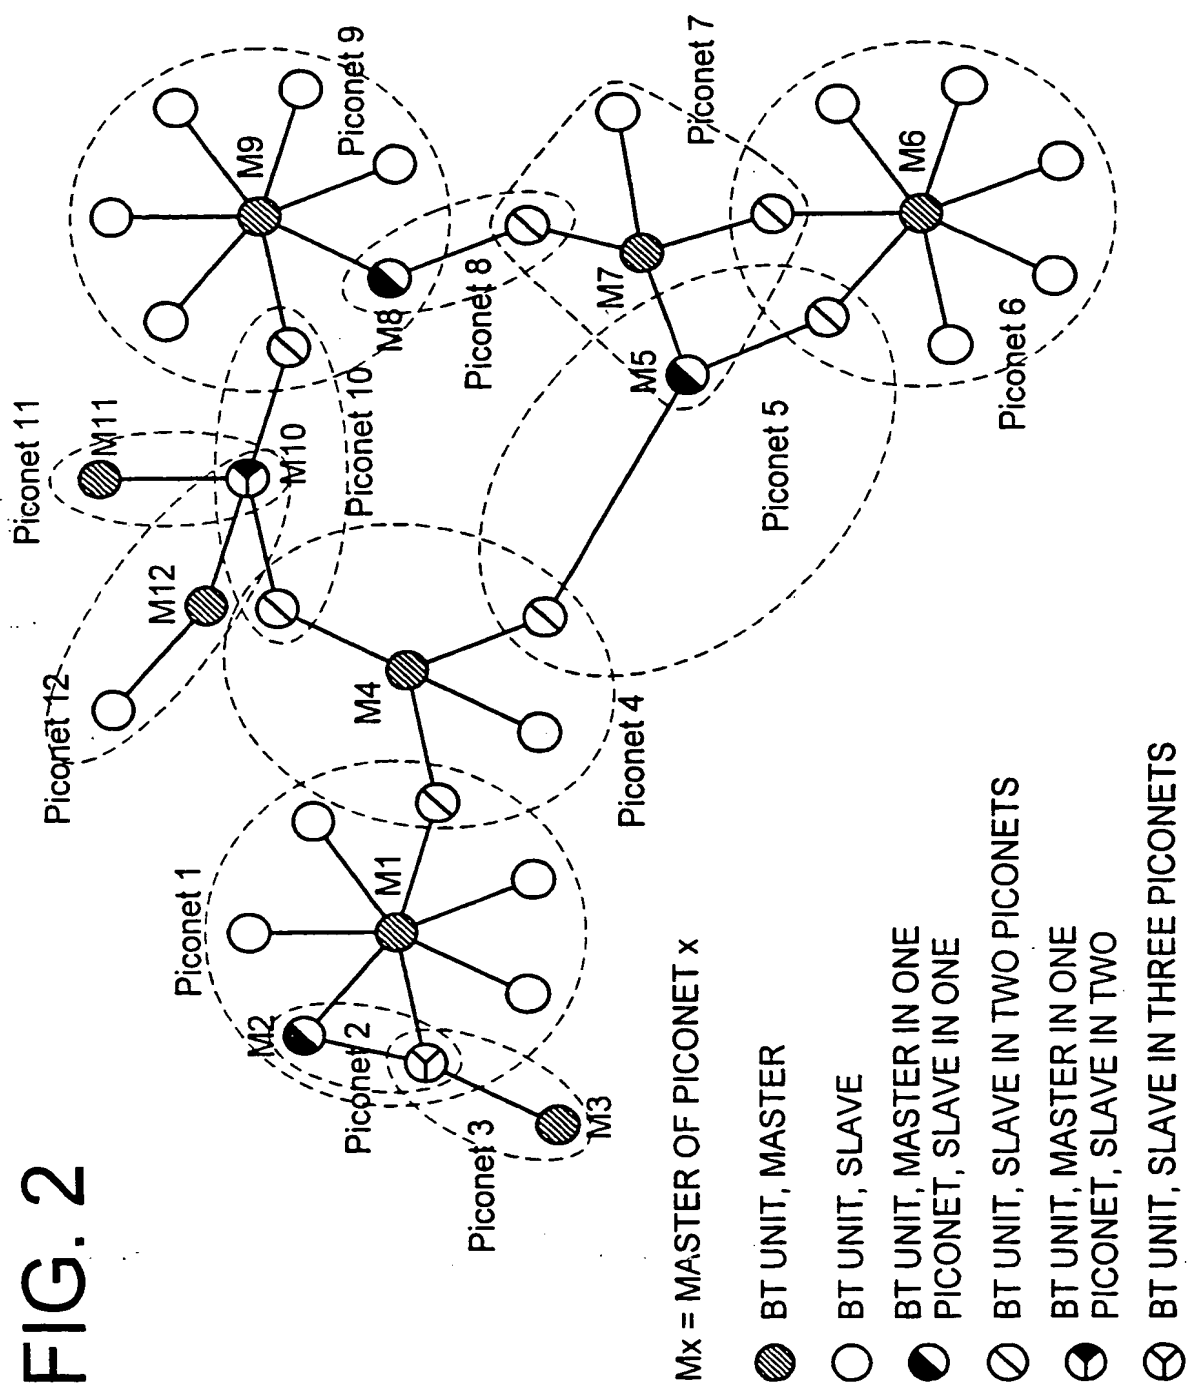 FIG. 2
Piconet 1
M1
M2
Piconet 2
Piconet 3
M3
Piconet 4
M4
Piconet 12
M12
Piconet 11
M11
M10
Piconet 10
Piconet 9
M9
M8
Piconet 8
Piconet 7
M7
M5
Piconet 5
M6
Piconet 6
Mx = MASTER OF PICONET x
BT UNIT, MASTER
BT UNIT, SLAVE
BT UNIT, MASTER IN ONE
PICONET, SLAVE IN ONE
BT UNIT, SLAVE IN TWO PICONETS
BT UNIT, MASTER IN ONE
PICONET, SLAVE IN TWO
BT UNIT, SLAVE IN THREE PICONETS